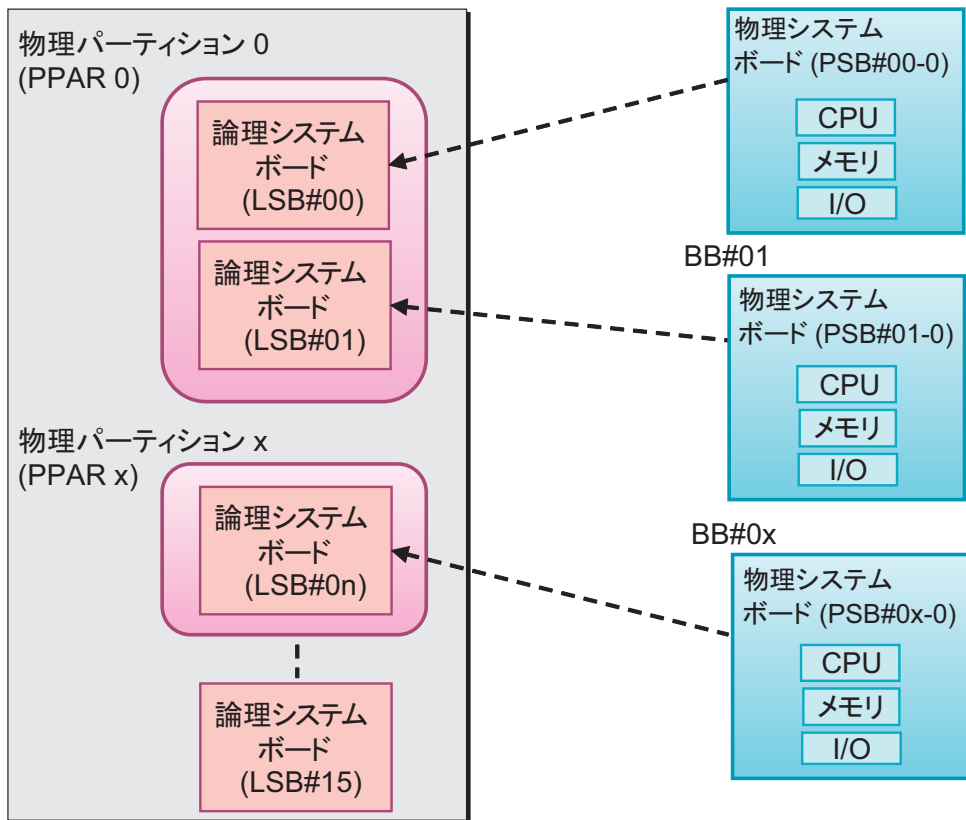 物理パーティション 0
(PPAR 0)
論理システム
ボード
(LSB#00)
論理システム
ボード
(LSB#01)
物理パーティション x
(PPAR x)
論理システム
ボード
(LSB#0n)
論理システム
ボード
(LSB#15)
物理システム
ボード (PSB#00-0)
CPU
メモリ
I/O
BB#01
物理システム
ボード (PSB#01-0)
CPU
メモリ
I/O
BB#0x
物理システム
ボード (PSB#0x-0)
CPU
メモリ
I/O